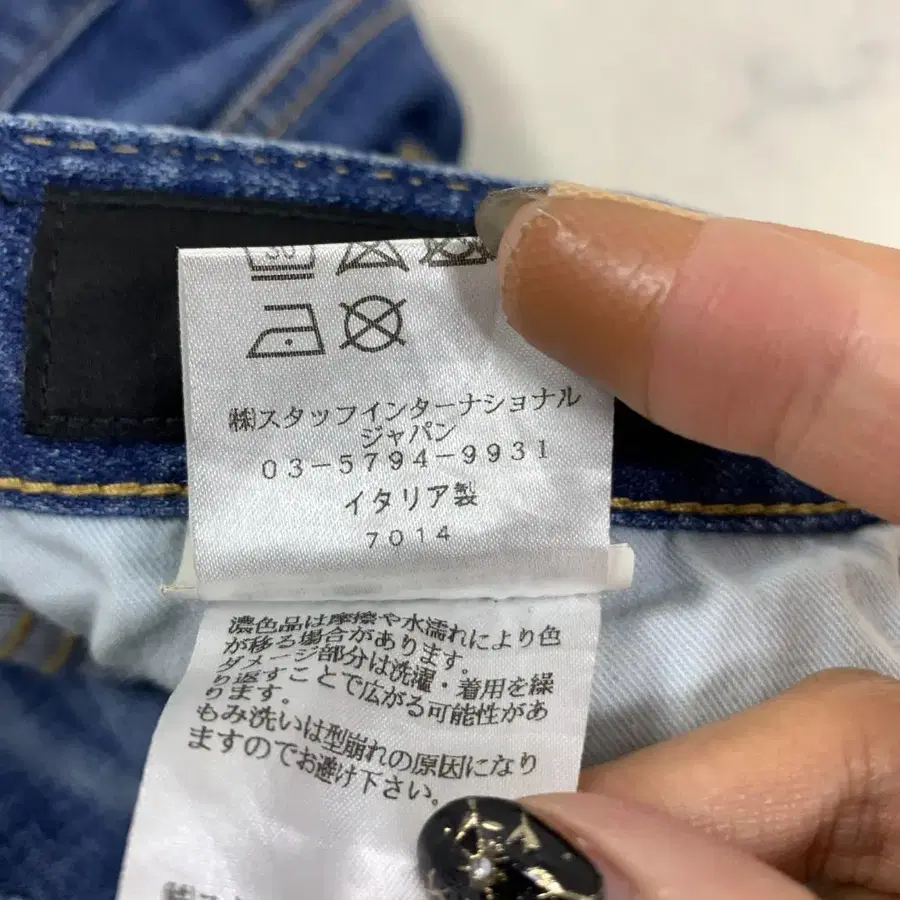 30
㈱スタッフインターナショナル
ジャパン
03-5794-9931
イタリア製
7014
濃色品は摩擦や水濡れにより色
が移る場合があります。
ダメージ部分は洗濯・着用を繰
り返すことで広がる可能性があ
ります。
もみ洗いは型崩れの原因になり
ますのでお避け下さい。
㈱スタ